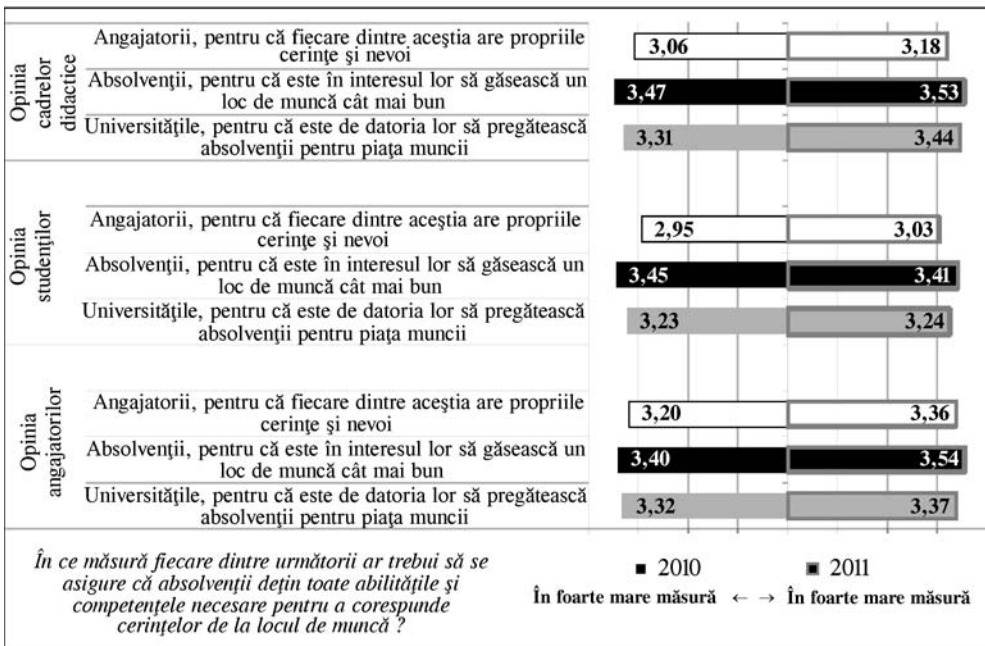 Opinia
cadrelor
didactice
Angajatorii, pentru că fiecare dintre aceştia are propriile
cerinţe şi nevoi
3,06
3,18
Absolvenţii, pentru că este în interesul lor să găsească un
loc de muncă cât mai bun
3,47
3,53
Universităţile, pentru că este de datoria lor să pregătească
absolvenţii pentru piaţa muncii
3,31
3,44
Opinia
studenţilor
Angajatorii, pentru că fiecare dintre aceştia are propriile
cerinţe şi nevoi
2,95
3,03
Absolvenţii, pentru că este în interesul lor să găsească un
loc de muncă cât mai bun
3,45
3,41
Universităţile, pentru că este de datoria lor să pregătească
absolvenţii pentru piaţa muncii
3,23
3,24
Opinia
angajatorilor
Angajatorii, pentru că fiecare dintre aceştia are propriile
cerinţe şi nevoi
3,20
3,36
Absolvenţii, pentru că este în interesul lor să găsească un
loc de muncă cât mai bun
3,40
3,54
Universităţile, pentru că este de datoria lor să pregătească
absolvenţii pentru piaţa muncii
3,32
3,37
În ce măsură fiecare dintre următorii ar trebui să se
asigure că absolvenţii deţin toate abilităţile şi
competenţele necesare pentru a corespunde
cerinţelor de la locul de muncă ?
2010
2011
În foarte mare măsură ← → În foarte mare măsură